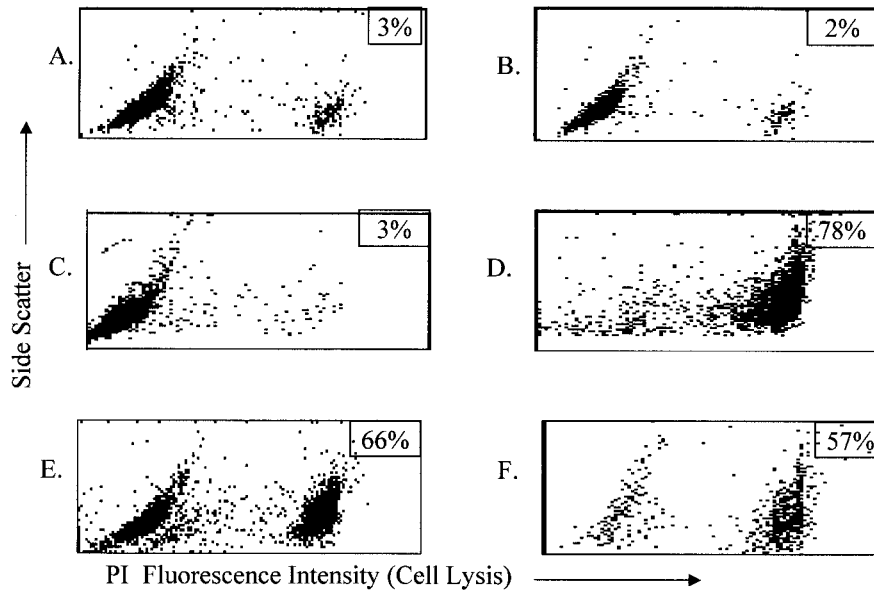 A.
3%
B.
2%
C.
3%
D.
78%
E.
66%
F.
57%
Side Scatter
PI Fluorescence Intensity (Cell Lysis)